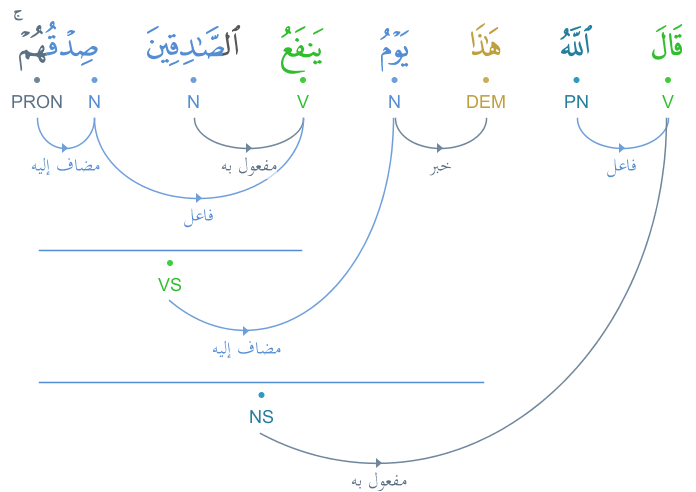 قَالَ ٱللَّهُ هَٰذَا يَوْمُ يَنفَعُ ٱلصَّٰدِقِينَ صِدْقُهُمْ ۚ
V PN DEM N V N N PRON
فاعل خبر مفعول به مضاف إليه
فاعل
VS
مضاف إليه
NS
مفعول به